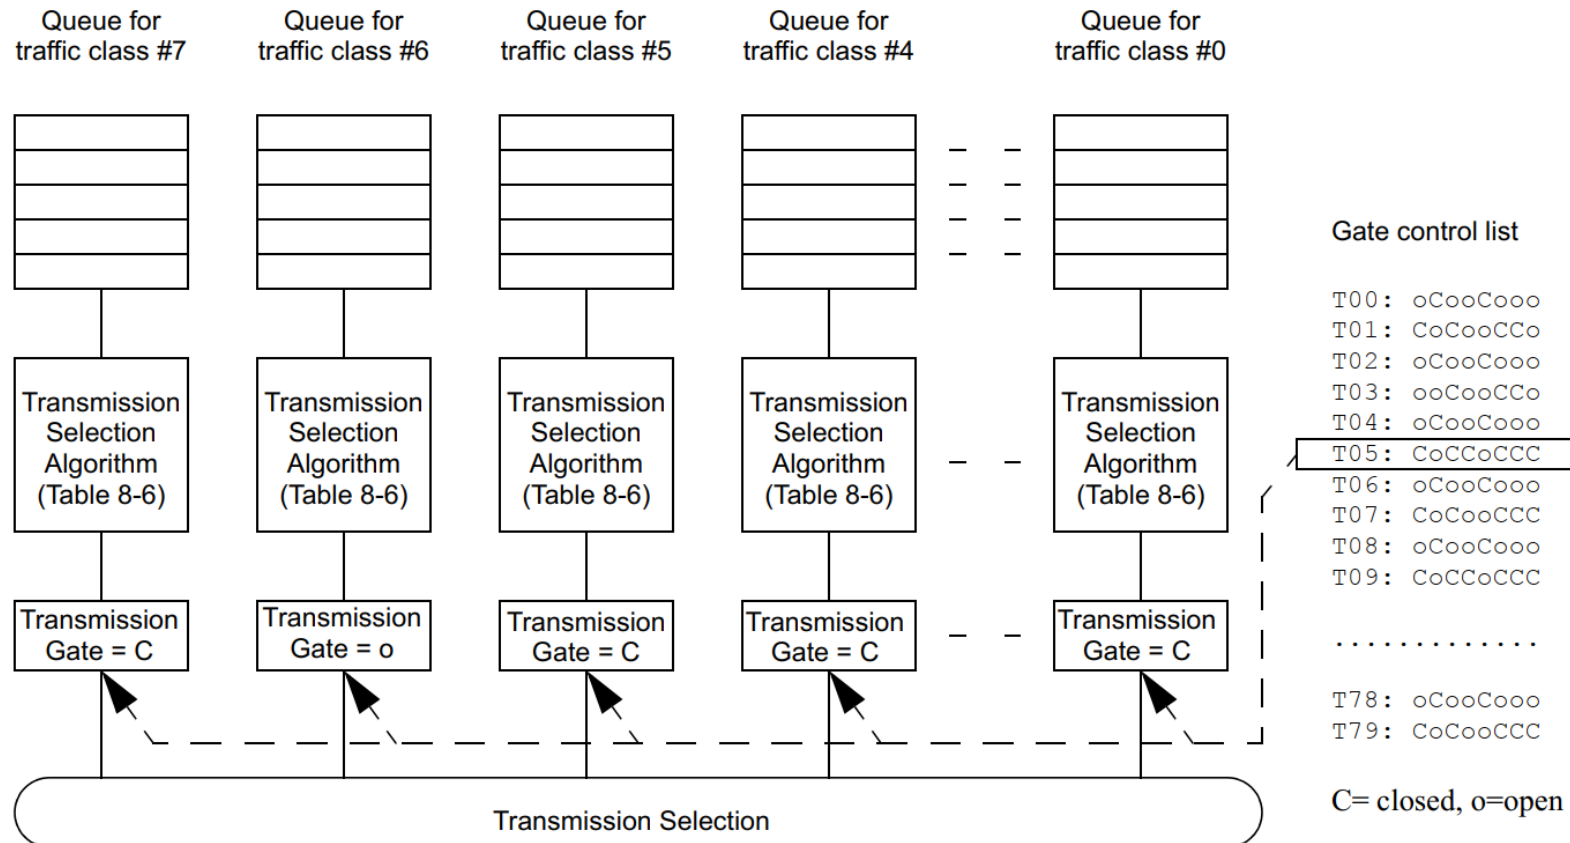 Queue for
traffic class #7
Queue for
traffic class #6
Queue for
traffic class #5
Queue for
traffic class #4
Queue for
traffic class #0
Transmission
Selection
Algorithm
(Table 8-6)
Transmission
Selection
Algorithm
(Table 8-6)
Transmission
Selection
Algorithm
(Table 8-6)
Transmission
Selection
Algorithm
(Table 8-6)
Transmission
Selection
Algorithm
(Table 8-6)
Transmission
Gate = C
Transmission
Gate = o
Transmission
Gate = C
Transmission
Gate = C
Transmission
Gate = C
Transmission Selection
Gate control list
T00: oCooCooo
T01: CoCooCCo
T02: oCooCooo
T03: ooCooCCo
T04: oCooCooo
T05: CoCCoCCC
T06: oCooCooo
T07: CoCooCCC
T08: oCooCooo
T09: CoCCoCCC
. . . . . . . . . . . . .
T78: oCooCooo
T79: CoCooCCC
C= closed, o=open